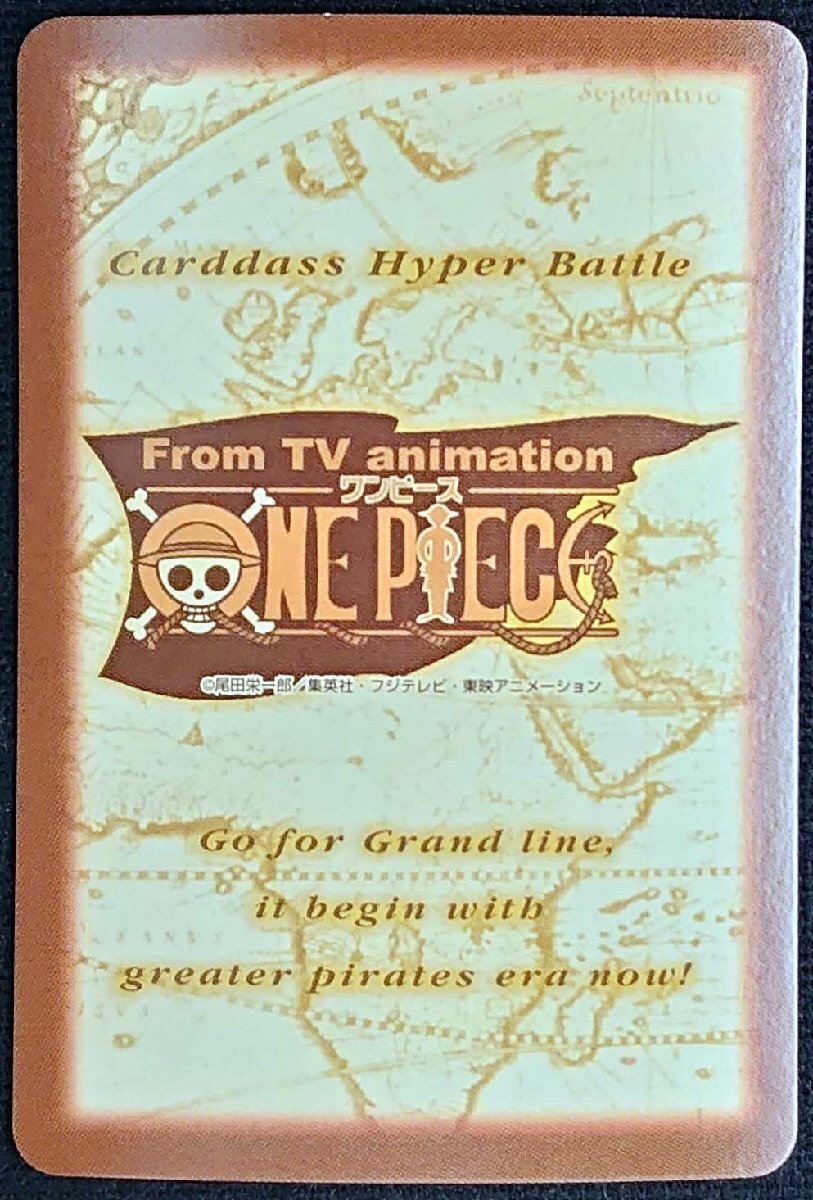 Septentrio
Carddass Hyper Battle
From TV animation
ワンピース
ONE PIECE
©尾田栄一郎/集英社・フジテレビ・東映アニメーション
Go for Grand line,
it begin with
greater pirates era now!